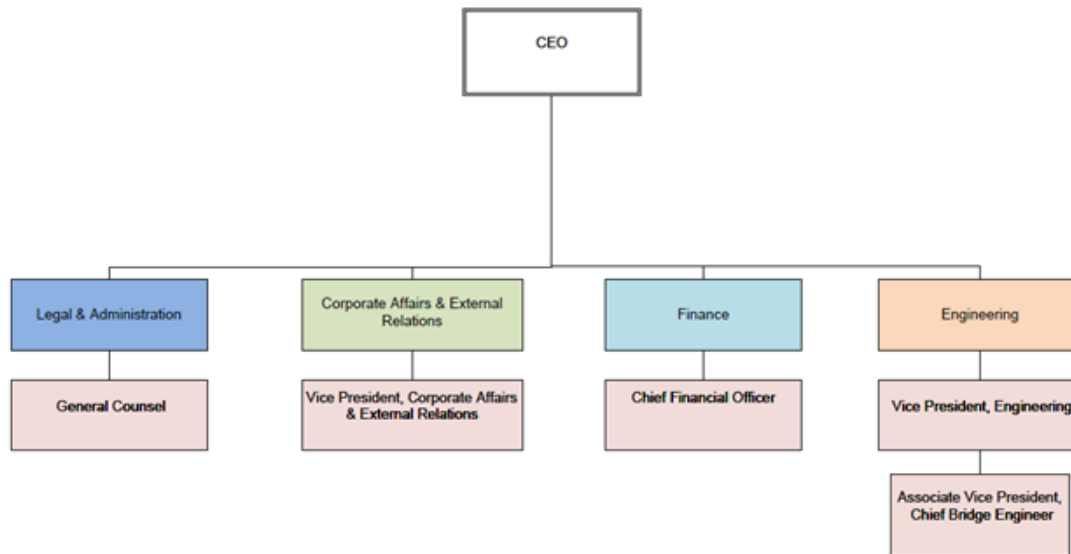 CEO
Legal & Administration
Corporate Affairs & External
Relations
Finance
Engineering
General Counsel
Vice President, Corporate Affairs
& External Relations
Chief Financial Officer
Vice President, Engineering
Associate Vice President,
Chief Bridge Engineer